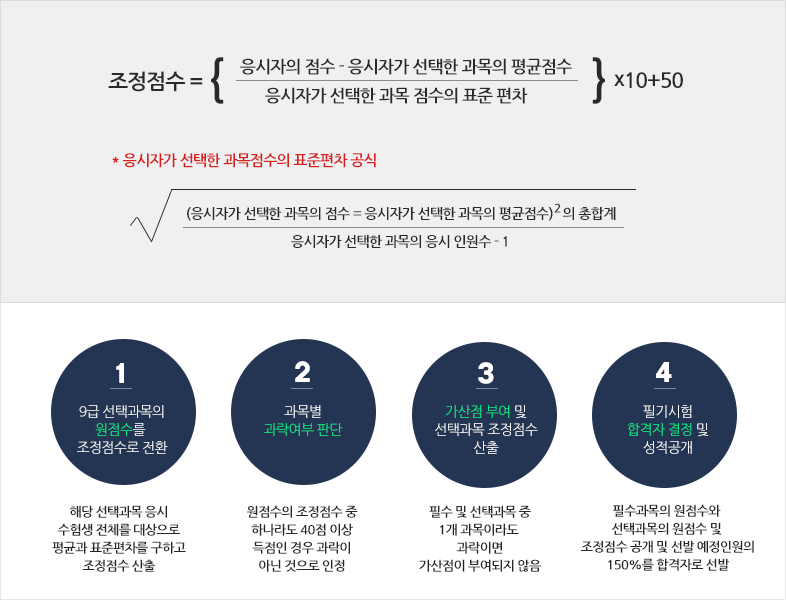 조정점수 = { 응시자의 점수 - 응시자가 선택한 과목의 평균점수
응시자가 선택한 과목 점수의 표준 편차 } x10+50
* 응시자가 선택한 과목점수의 표준편차 공식
(응시자가 선택한 과목의 점수 = 응시자가 선택한 과목의 평균점수)² 의 총합계
응시자가 선택한 과목의 응시 인원수 - 1
1
9급 선택과목의
원점수를
조정점수로 전환
해당 선택과목 응시
수험생 전체를 대상으로
평균과 표준편차를 구하고
조정점수 산출
2
과목별
과락여부 판단
원점수의 조정점수 중
하나라도 40점 이상
득점인 경우 과락이
아닌 것으로 인정
3
가산점 부여 및
선택과목 조정점수
산출
필수 및 선택과목 중
1개 과목이라도
과락이면
가산점이 부여되지 않음
4
필기시험
합격자 결정 및
성적공개
필수과목의 원점수와
선택과목의 원점수 및
조정점수 공개 및 선발 예정인원의
150%를 합격자로 선발